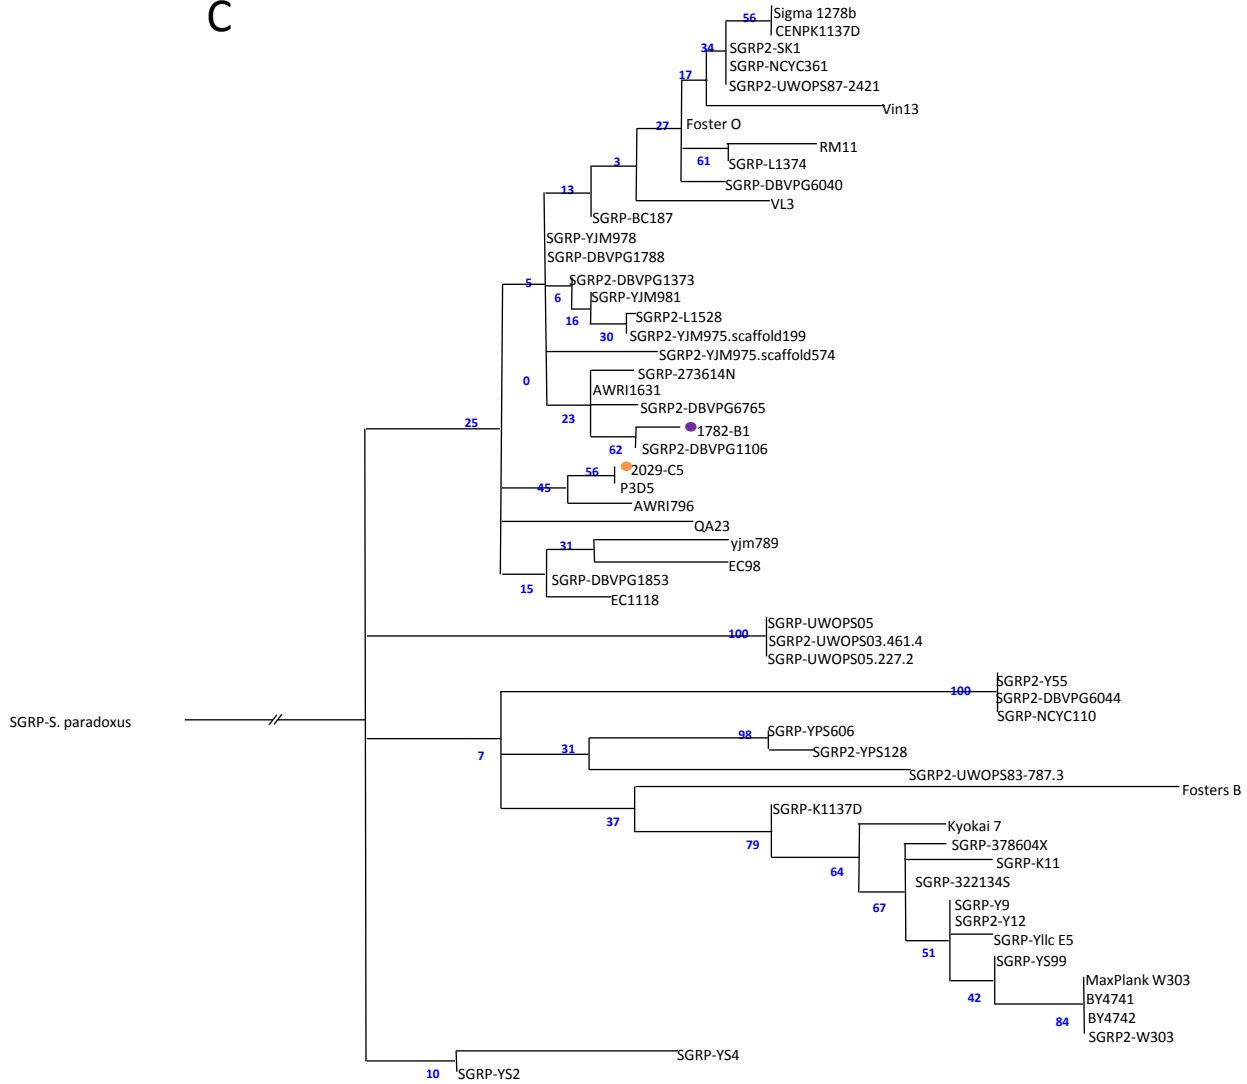 C
56
Sigma 1278b
CENPK1137D
34
SGRP2-SK1
SGRP-NCYC361
17
SGRP2-UWOPS87-2421
Vin13
27
Foster O
RM11
61
SGRP-L1374
3
SGRP-DBVPG6040
13
VL3
SGRP-BC187
SGRP-YJM978
SGRP-DBVPG1788
5
SGRP2-DBVPG1373
6
SGRP-YJM981
16
SGRP2-L1528
30
SGRP2-YJM975.scaffold199
SGRP2-YJM975.scaffold574
0
SGRP-273614N
AWRI1631
SGRP2-DBVPG6765
23
25
1782-B1
62
SGRP2-DBVPG1106
56
2029-C5
45
P3D5
AWRI796
QA23
31
yjm789
EC98
15
SGRP-DBVPG1853
EC1118
SGRP-UWOPS05
100
SGRP2-UWOPS03.461.4
SGRP-UWOPS05.227.2
SGRP2-Y55
100
SGRP2-DBVPG6044
SGRP-NCYC110
SGRP-S. paradoxus
98
SGRP-YPS606
7
31
SGRP2-YPS128
SGRP2-UWOPS83-787.3
Fosters B
37
SGRP-K1137D
79
Kyokai 7
SGRP-378604X
SGRP-K11
64
SGRP-322134S
67
SGRP-Y9
SGRP2-Y12
SGRP-Yllc E5
51
SGRP-YS99
42
MaxPlank W303
BY4741
84
BY4742
SGRP2-W303
SGRP-YS4
10
SGRP-YS2